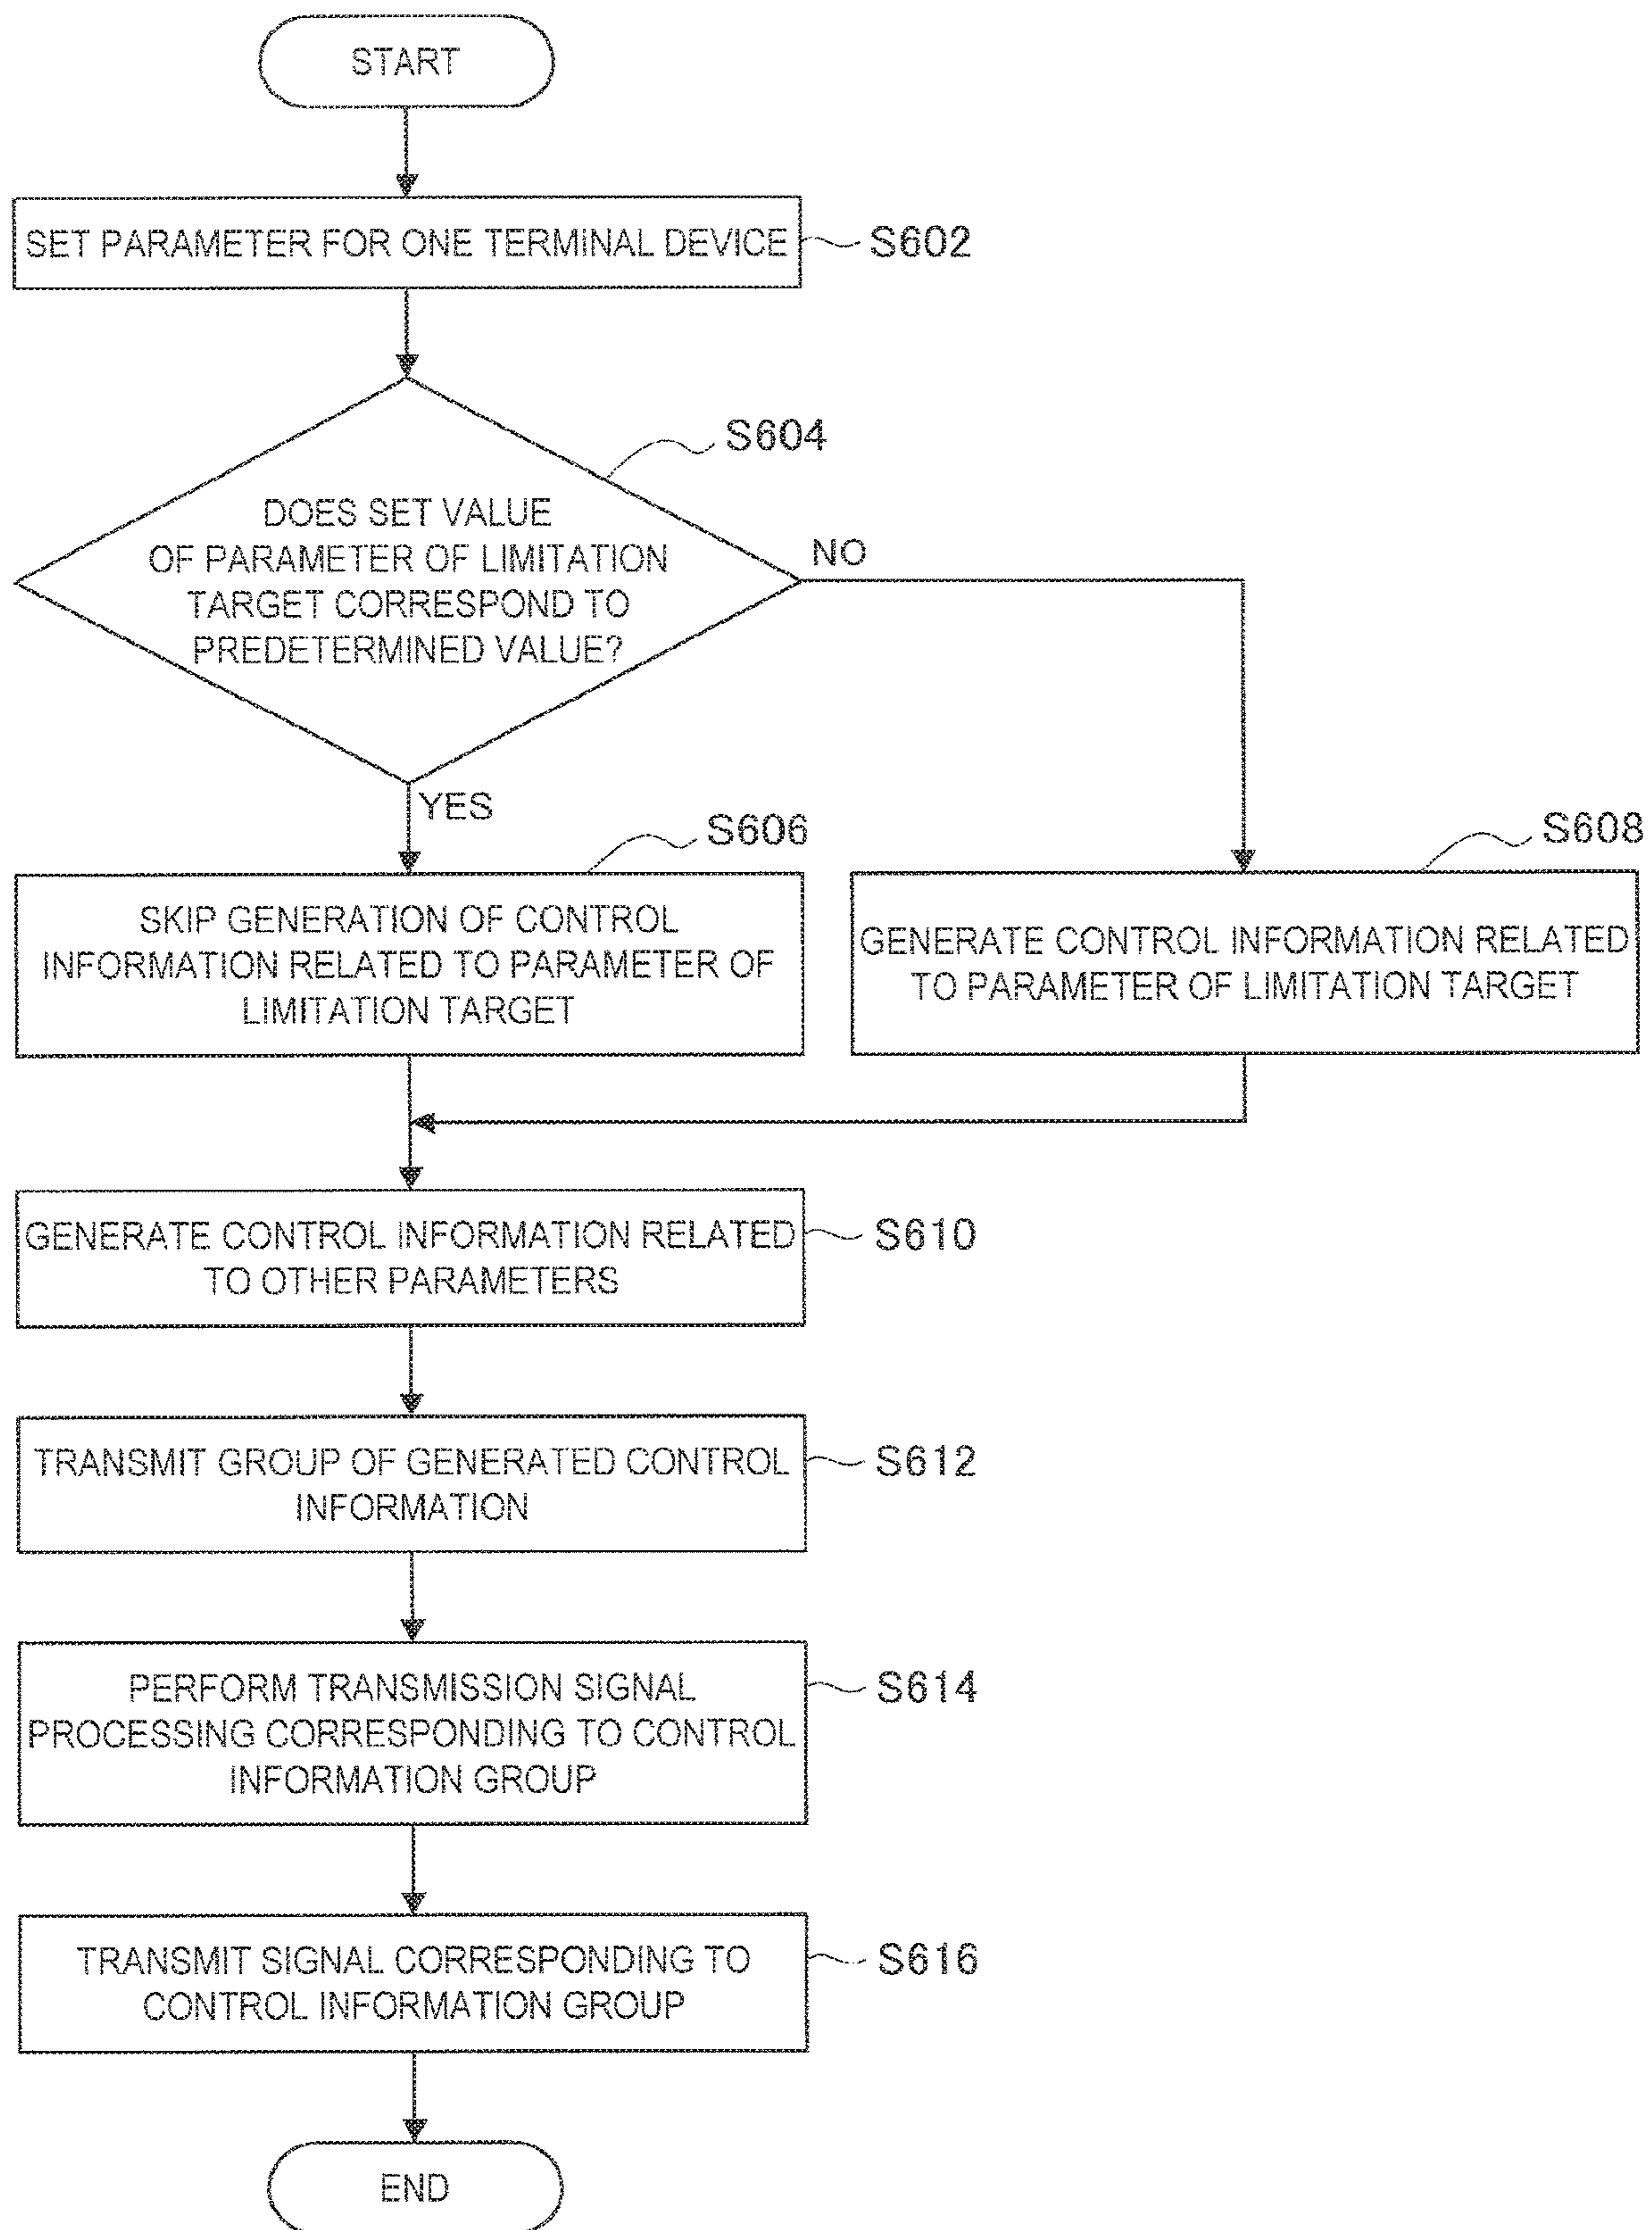 START
SET PARAMETER FOR ONE TERMINAL DEVICE
S602
S604
DOES SET VALUE
OF PARAMETER OF LIMITATION
TARGET CORRESPOND TO
PREDETERMINED VALUE?
NO
YES
S606
SKIP GENERATION OF CONTROL
INFORMATION RELATED TO PARAMETER OF
LIMITATION TARGET
S608
GENERATE CONTROL INFORMATION RELATED
TO PARAMETER OF LIMITATION TARGET
GENERATE CONTROL INFORMATION RELATED
TO OTHER PARAMETERS
S610
TRANSMIT GROUP OF GENERATED CONTROL
INFORMATION
S612
PERFORM TRANSMISSION SIGNAL
PROCESSING CORRESPONDING TO CONTROL
INFORMATION GROUP
S614
TRANSMIT SIGNAL CORRESPONDING TO
CONTROL INFORMATION GROUP
S616
END